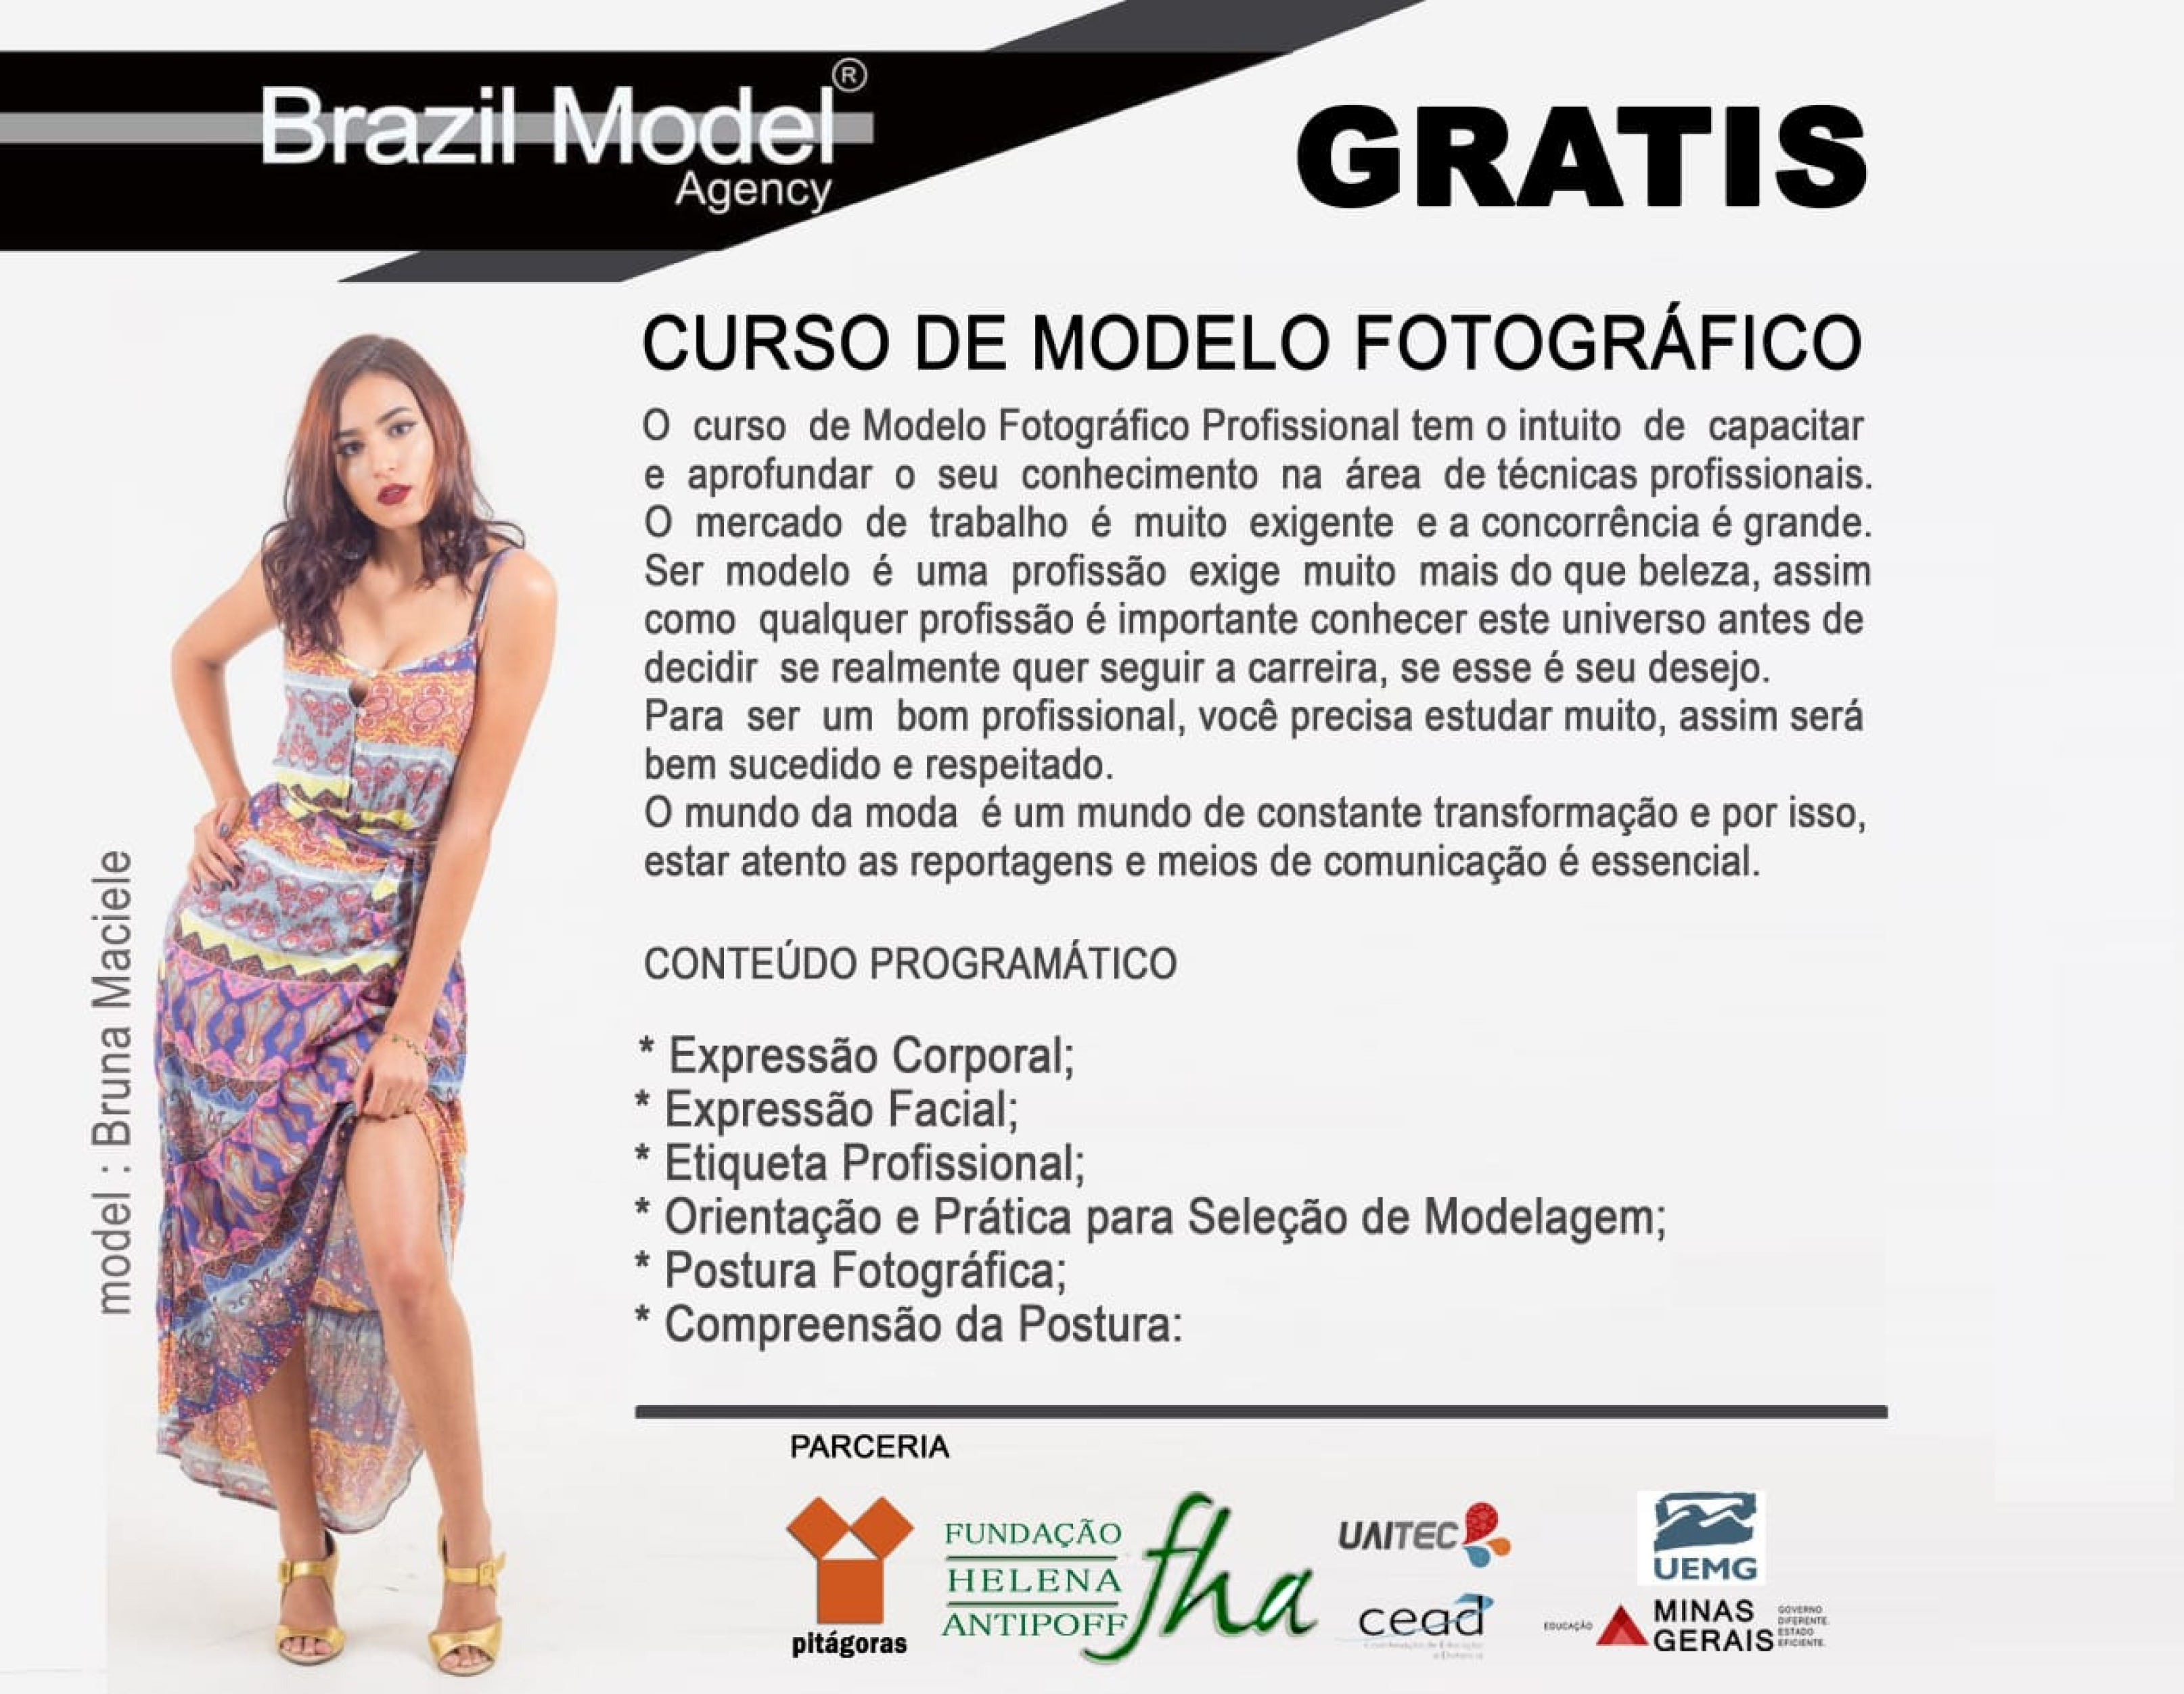 Brazil Model®
Agency
GRATIS
CURSO DE MODELO FOTOGRÁFICO
O curso de Modelo Fotográfico Profissional tem o intuito de capacitar
e aprofundar o seu conhecimento na área de técnicas profissionais.
O mercado de trabalho é muito exigente e a concorrência é grande.
Ser modelo é uma profissão exige muito mais do que beleza, assim
como qualquer profissão é importante conhecer este universo antes de
decidir se realmente quer seguir a carreira, se esse é seu desejo.
Para ser um bom profissional, você precisa estudar muito, assim será
bem sucedido e respeitado.
O mundo da moda é um mundo de constante transformação e por isso,
estar atento as reportagens e meios de comunicação é essencial.
model : Bruna Maciele
CONTEÚDO PROGRAMÁTICO
* Expressão Corporal;
* Expressão Facial;
* Etiqueta Profissional;
* Orientação e Prática para Seleção de Modelagem;
* Postura Fotográfica;
* Compreensão da Postura:
PARCERIA
pitágoras
FUNDAÇÃO
HELENA
ANTIPOFF
fha
UAITEC
cead
Coordenação de Educação
a Distância
UEMG
EDUCAÇÃO
MINAS
GERAIS
GOVERNO
DIFERENTE.
ESTADO
EFICIENTE.